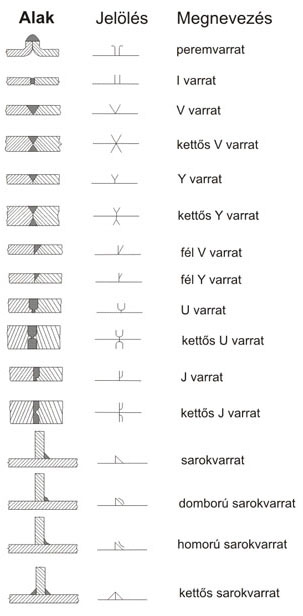 Alak Jelölés Megnevezés
peremvarrat
I varrat
V varrat
kettős V varrat
Y varrat
kettős Y varrat
fél V varrat
fél Y varrat
U varrat
kettős U varrat
J varrat
kettős J varrat
sarokvarrat
domború sarokvarrat
homorú sarokvarrat
kettős sarokvarrat